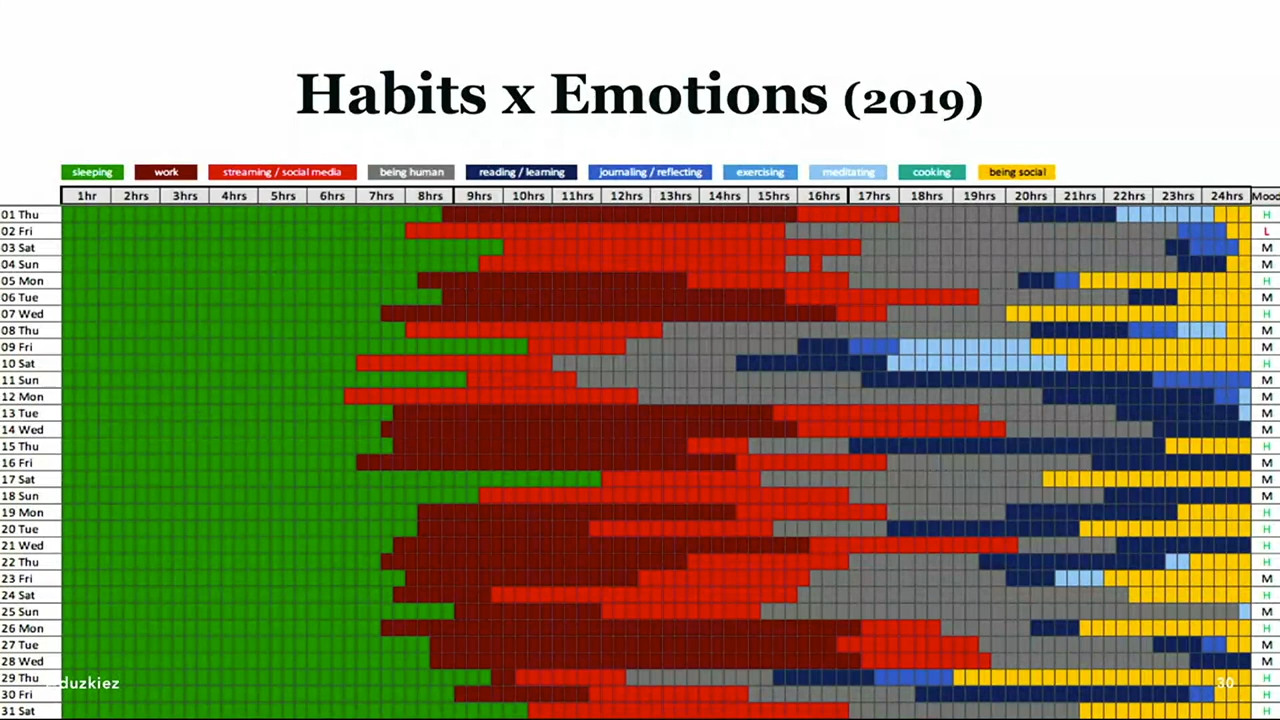 Habits x Emotions (2019)
sleeping work streaming / social media being human reading / learning journaling / reflecting exercising meditating cooking being social
1hr 2hrs 3hrs 4hrs 5hrs 6hrs 7hrs 8hrs 9hrs 10hrs 11hrs 12hrs 13hrs 14hrs 15hrs 16hrs 17hrs 18hrs 19hrs 20hrs 21hrs 22hrs 23hrs 24hrs Mood
01 Thu H
02 Fri L
03 Sat M
04 Sun M
05 Mon H
06 Tue M
07 Wed H
08 Thu M
09 Fri M
10 Sat H
11 Sun M
12 Mon M
13 Tue M
14 Wed M
15 Thu H
16 Fri M
17 Sat M
18 Sun M
19 Mon H
20 Tue H
21 Wed H
22 Thu H
23 Fri M
24 Sat H
25 Sun M
26 Mon H
27 Tue M
28 Wed M
29 Thu H
duzkiez 30
30 Fri H
31 Sat H